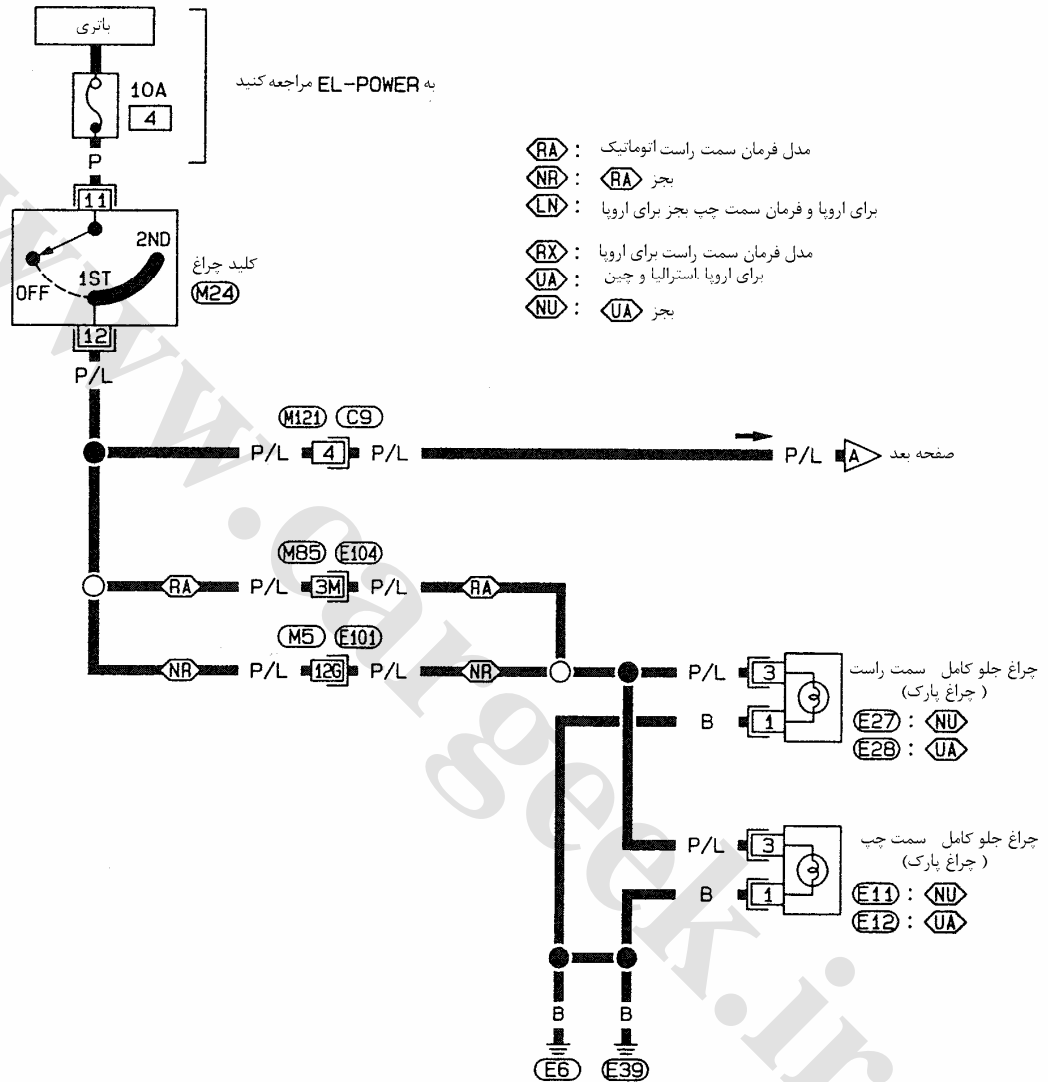 باتری
10A
4
به EL-POWER مراجعه کنید
P
11
2ND
1ST
OFF
کلید چراغ
M24
12
P/L
RA : مدل فرمان سمت راست اتوماتیک
NR : بجز RA
LN : برای اروپا و فرمان سمت چپ بجز برای اروپا
RX : مدل فرمان سمت راست برای اروپا
UA : برای اروپا .استرالیا و چین
NU : بجز UA
M121 C9
P/L 4 P/L P/L A صفحه بعد
M85 E104
RA P/L 3M P/L RA
M5 E101
NR P/L 12G P/L NR
P/L 3
چراغ جلو کامل سمت راست
( چراغ پارک)
B 1
E27 : NU
E28 : UA
P/L 3
چراغ جلو کامل سمت چپ
( چراغ پارک)
B 1
E11 : NU
E12 : UA
B B
E6 E39
www.cargeek.ir